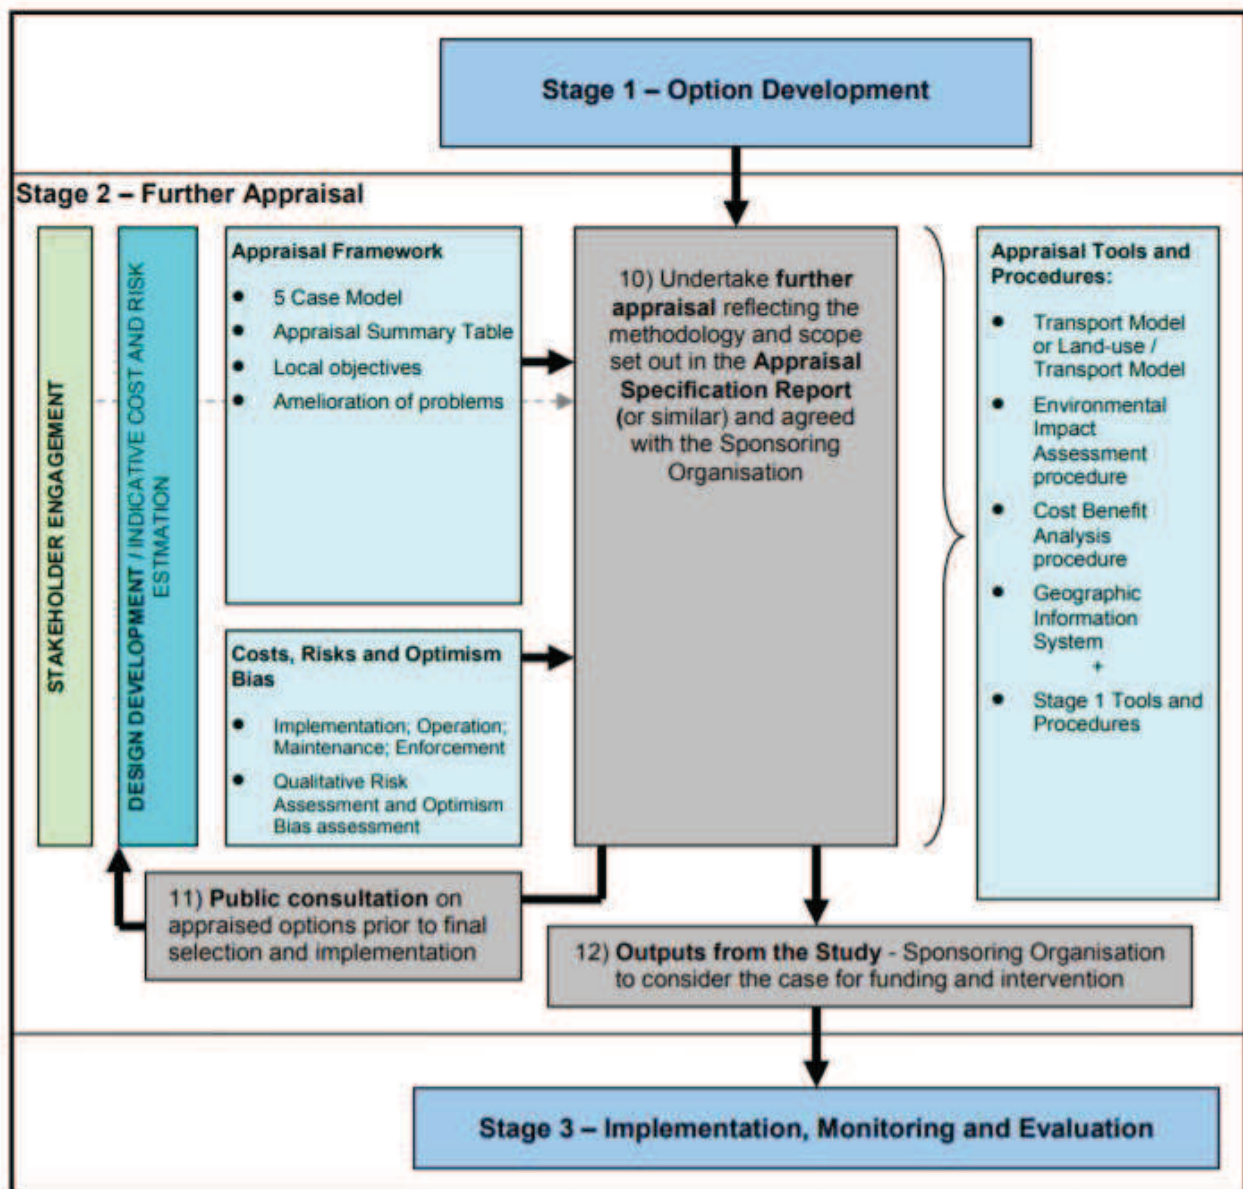 Stage 1 – Option Development
Stage 2 – Further Appraisal
STAKEHOLDER ENGAGEMENT
DESIGN DEVELOPMENT / INDICATIVE COST AND RISK
ESTMATION
Appraisal Framework
● 5 Case Model
● Appraisal Summary Table
● Local objectives
● Amelioration of problems
Costs, Risks and Optimism
Bias
● Implementation; Operation;
Maintenance; Enforcement
● Qualitative Risk
Assessment and Optimism
Bias assessment
10) Undertake further
appraisal reflecting the
methodology and scope
set out in the Appraisal
Specification Report
(or similar) and agreed
with the Sponsoring
Organisation
Appraisal Tools and
Procedures:
● Transport Model
or Land-use /
Transport Model
● Environmental
Impact
Assessment
procedure
● Cost Benefit
Analysis
procedure
● Geographic
Information
System
+
● Stage 1 Tools and
Procedures
11) Public consultation on
appraised options prior to final
selection and implementation
12) Outputs from the Study - Sponsoring Organisation
to consider the case for funding and intervention
Stage 3 – Implementation, Monitoring and Evaluation